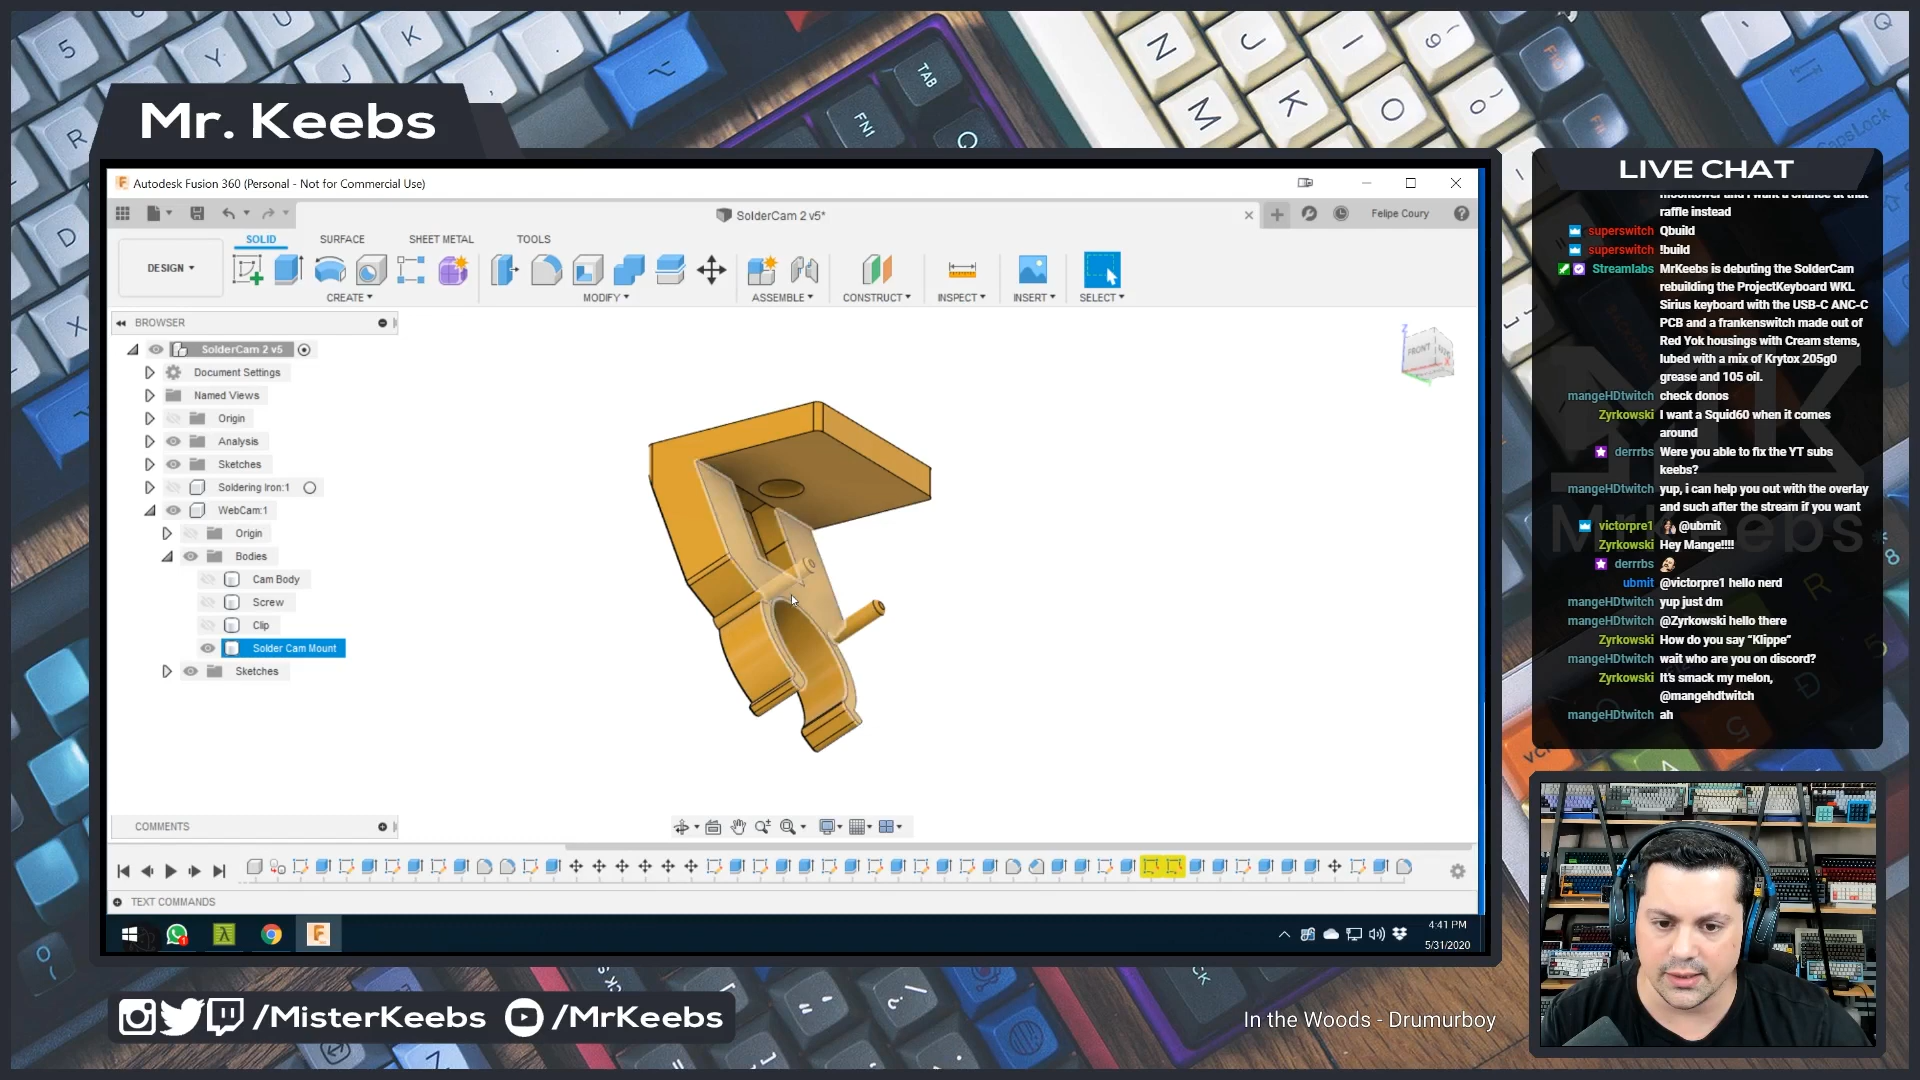 Mr. Keebs
Autodesk Fusion 360 (Personal - Not for Commercial Use)
SolderCam 2 v5*
Felipe Coury
DESIGN
SOLID
SURFACE
SHEET METAL
TOOLS
CREATE
MODIFY
ASSEMBLE
CONSTRUCT
INSPECT
INSERT
SELECT
BROWSER
SolderCam 2 v5
Document Settings
Named Views
Origin
Analysis
Sketches
Soldering Iron:1
WebCam:1
Origin
Bodies
Cam Body
Screw
Clip
Solder Cam Mount
Sketches
Z
FRONT
COMMENTS
TEXT COMMANDS
4:41 PM
5/31/2020
/MisterKeebs
/MrKeebs
In the Woods - Drumurboy
LIVE CHAT
raffle instead
superswitch Qbuild
superswitch !build
Streamlabs MrKeebs is debuting the SolderCam
rebuilding the ProjectKeyboard WKL
Sirius keyboard with the USB-C ANC-C
PCB and a frankenswitch made out of
Red Yok housings with Cream stems,
lubed with a mix of Krytox 205g0
grease and 105 oil.
mangeHDtwitch check donos
Zyrkowski I want a Squid60 when it comes
around
derrrbs Were you able to fix the YT subs
keebs?
mangeHDtwitch yup, i can help you out with the overlay
and such after the stream if you want
victorpre1 @ubmit
Zyrkowski Hey Mange!!!!
derrrbs
ubmit @victorpre1 hello nerd
mangeHDtwitch yup just dm
mangeHDtwitch @Zyrkowski hello there
Zyrkowski How do you say “Klippe”
mangeHDtwitch wait who are you on discord?
Zyrkowski It's smack my melon,
@mangehdtwitch
mangeHDtwitch ah
MrKeebs
TAB
FN1
CapsLock